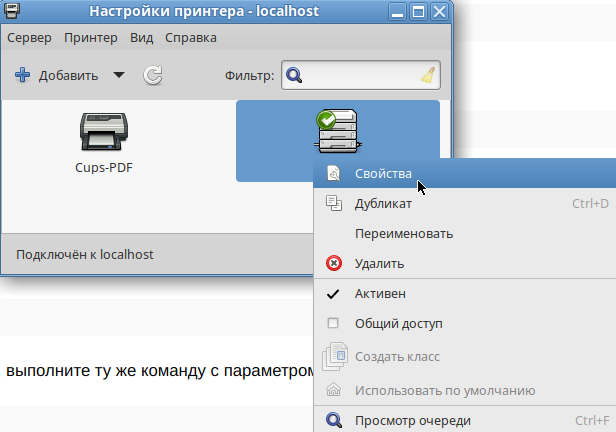 Настройки принтера - localhost
Сервер Принтер Вид Справка
Добавить Фильтр:
Cups-PDF
Свойства
Дубликат Ctrl+D
Переименовать
Удалить
Подключён к localhost
Активен
Общий доступ
Создать класс
выполните ту же команду с параметром
Использовать по умолчанию
Просмотр очереди Ctrl+F